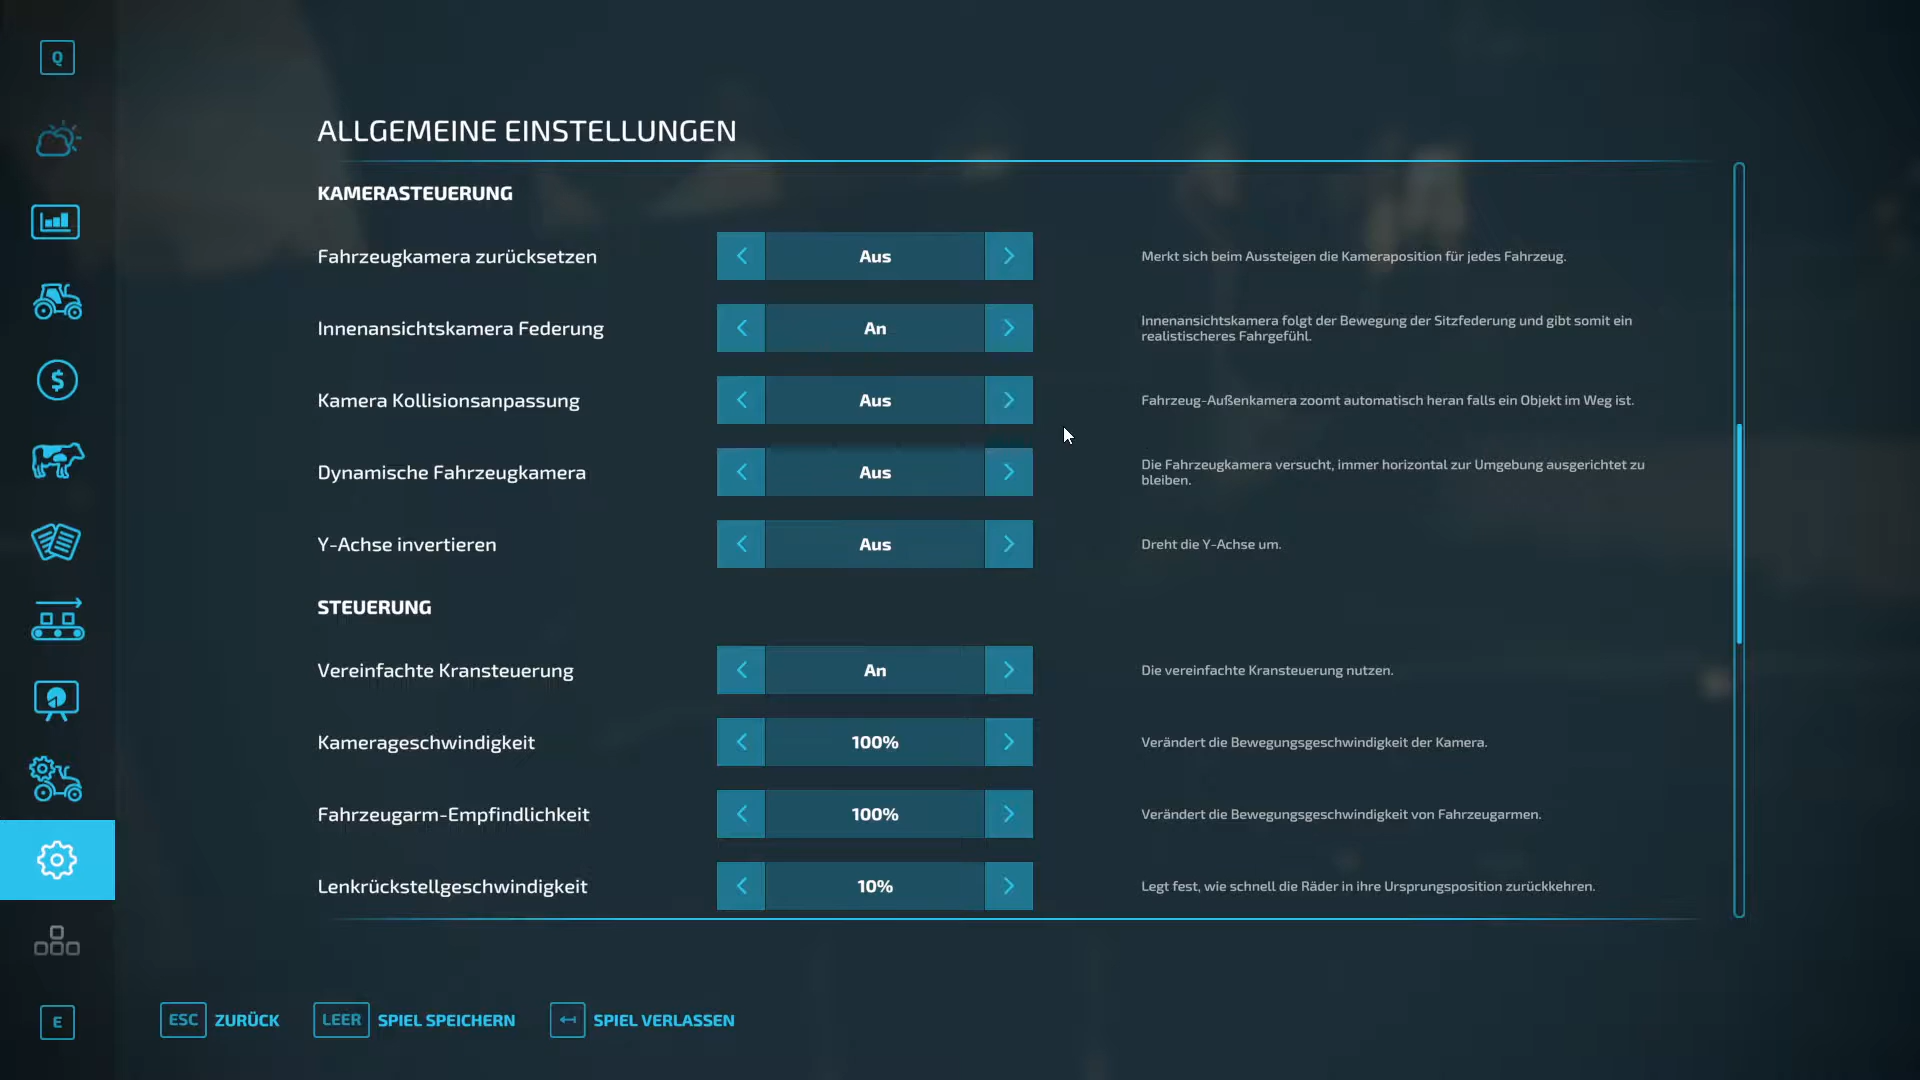 Q
ALLGEMEINE EINSTELLUNGEN
KAMERASTEUERUNG
Fahrzeugkamera zurücksetzen Aus Merkt sich beim Aussteigen die Kameraposition für jedes Fahrzeug.
Innenansichtskamera Federung An Innenansichtskamera folgt der Bewegung der Sitzfederung und gibt somit ein
realistischeres Fahrgefühl.
Kamera Kollisionsanpassung Aus Fahrzeug-Außenkamera zoomt automatisch heran falls ein Objekt im Weg ist.
Dynamische Fahrzeugkamera Aus Die Fahrzeugkamera versucht, immer horizontal zur Umgebung ausgerichtet zu
bleiben.
Y-Achse invertieren Aus Dreht die Y-Achse um.
STEUERUNG
Vereinfachte Kransteuerung An Die vereinfachte Kransteuerung nutzen.
Kamerageschwindigkeit 100% Verändert die Bewegungsgeschwindigkeit der Kamera.
Fahrzeugarm-Empfindlichkeit 100% Verändert die Bewegungsgeschwindigkeit von Fahrzeugarmen.
Lenkrückstellgeschwindigkeit 10% Legt fest, wie schnell die Räder in ihre Ursprungsposition zurückkehren.
E
ESC ZURÜCK LEER SPIEL SPEICHERN SPIEL VERLASSEN